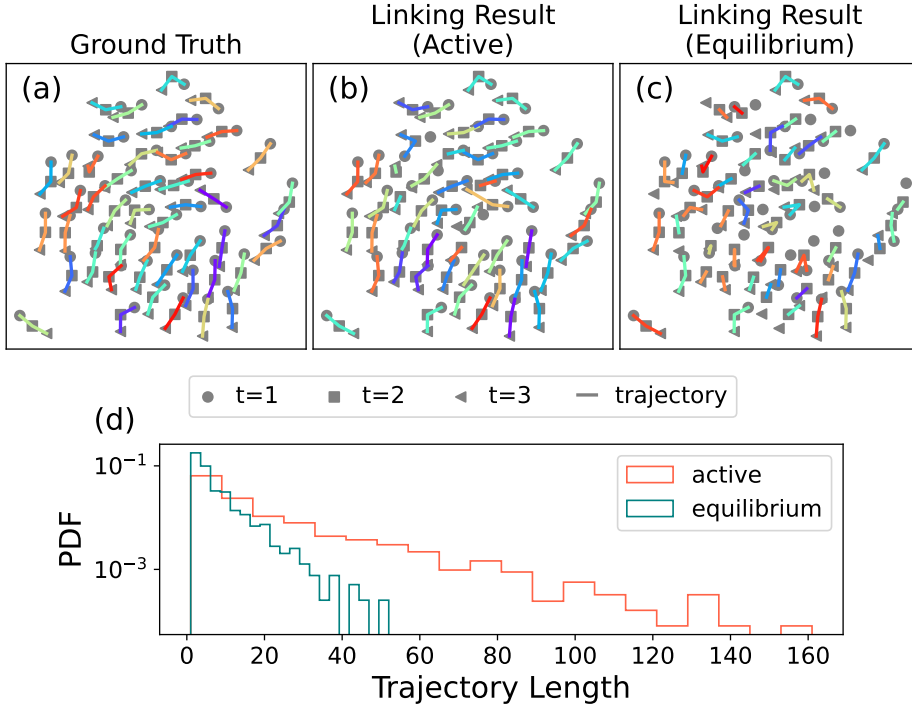 Ground Truth
Linking Result
(Active)
Linking Result
(Equilibrium)
(a)
(b)
(c)
t=1
t=2
t=3
trajectory
(d)
PDF
10⁻¹
10⁻³
active
equilibrium
0
20
40
60
80
100
120
140
160
Trajectory Length